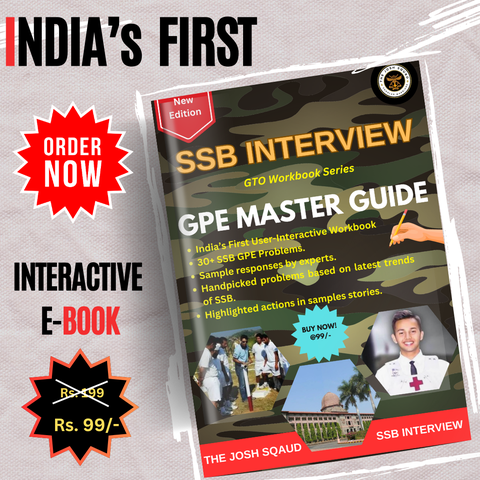 INDIA's FIRST
ORDER
NOW
INTERACTIVE
E-BOOK
Rs. 199
Rs. 99/-
New
Edition
SSB INTERVIEW
GTO Workbook Series
GPE MASTER GUIDE
• India's First User-Interactive Workbook
• 30+ SSB GPE Problems.
• Sample responses by experts.
• Handpicked problems based on latest trends
of SSB.
• Highlighted actions in samples stories.
BUY NOW!
@99/-
THE JOSH SQAUD
SSB INTERVIEW